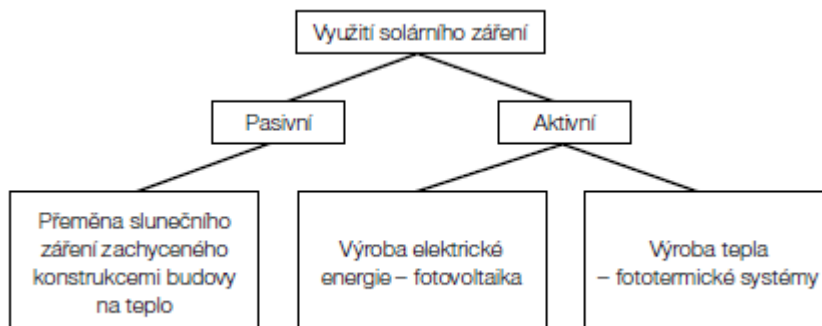 Využití solárního záření
Pasivní
Aktivní
Přeměna slunečního
záření zachyceného
konstrukcemi budovy
na teplo
Výroba elektrické
energie – fotovoltaika
Výroba tepla
– fototermické systémy